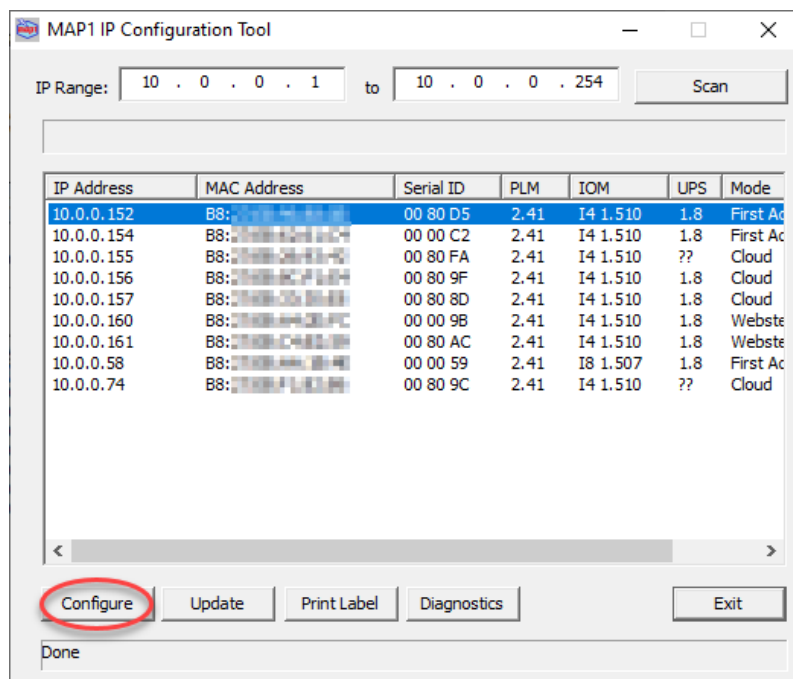 MAP1 IP Configuration Tool
IP Range: 10 . 0 . 0 . 1 to 10 . 0 . 0 . 254 Scan
IP Address MAC Address Serial ID PLM IOM UPS Mode
10.0.0.152 B8: 00 80 D5 2.41 I4 1.510 1.8 First Ac
10.0.0.154 B8: 00 00 C2 2.41 I4 1.510 1.8 First Ac
10.0.0.155 B8: 00 80 FA 2.41 I4 1.510 ?? Cloud
10.0.0.156 B8: 00 80 9F 2.41 I4 1.510 1.8 Cloud
10.0.0.157 B8: 00 80 8D 2.41 I4 1.510 1.8 Cloud
10.0.0.160 B8: 00 00 9B 2.41 I4 1.510 1.8 Webste
10.0.0.161 B8: 00 80 AC 2.41 I4 1.510 1.8 Webste
10.0.0.58 B8: 00 00 59 2.41 I8 1.507 1.8 First Ac
10.0.0.74 B8: 00 80 9C 2.41 I4 1.510 ?? Cloud
Configure Update Print Label Diagnostics Exit
Done